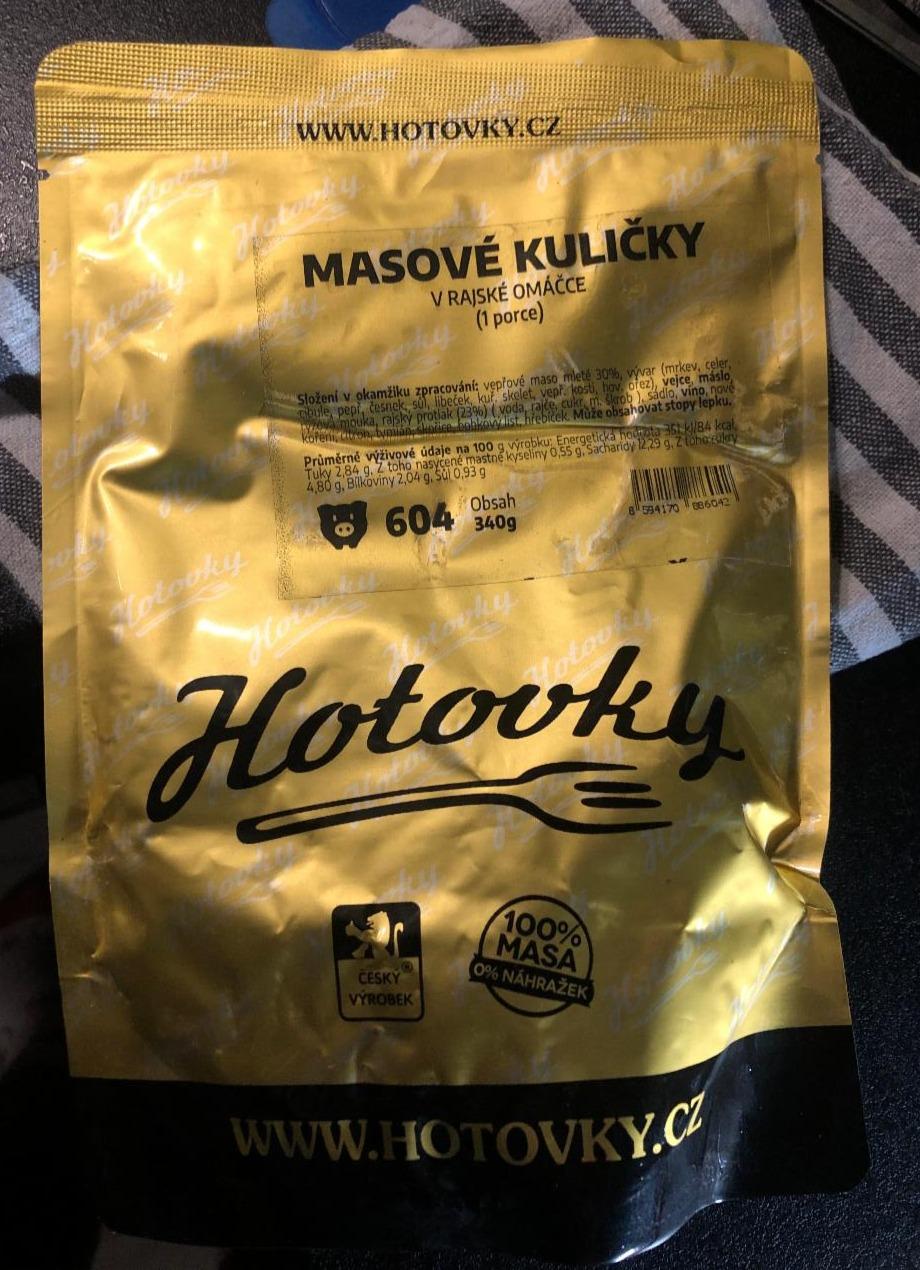 WWW.HOTOVKY.CZ
MASOVÉ KULIČKY
V RAJSKÉ OMÁČCE
(1 porce)
Složení v okamžiku zpracování: vepřové maso mleté 30%, vývar (mrkev, celer,
cibule, pepř, česnek, sůl, libeček, kuř. skelet, vepř. kosti, hov. ořez), vejce, máslo,
rýžová mouka, rajský protlak (23%) ( voda, rajče, cukr, m. škrob ), sádlo, víno, nové
koření, citron, tymián, skořice, bobkový list, hřebíček. Může obsahovat stopy lepku.
Průměrné výživové údaje na 100 g výrobku: Energetická hodnota 351 kJ/84 kcal,
Tuky 2,84 g, Z toho nasycené mastné kyseliny 0,55 g, Sacharidy 12,29 g, Z toho cukry
4,80 g, Bílkoviny 2,04 g, Sůl 0,93 g
604 Obsah
340g
8 594170 886042
Hotovky
ČESKÝ®
VÝROBEK
100%
MASA
0% NÁHRAŽEK
WWW.HOTOVKY.CZ